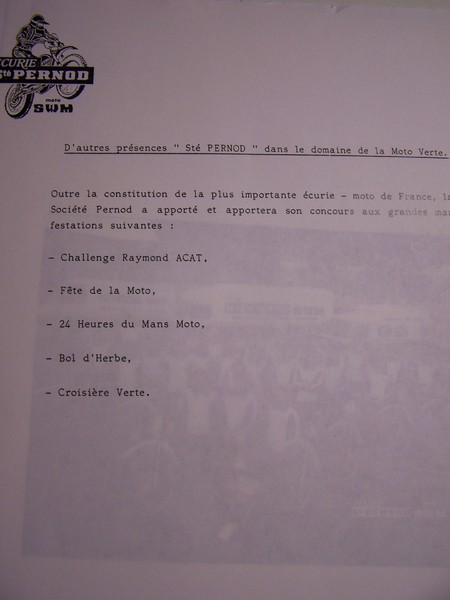 ECURIE
Sté PERNOD
moto
SWM
D'autres présences " Sté PERNOD " dans le domaine de la Moto Verte.
Outre la constitution de la plus importante écurie - moto de France,
Société Pernod a apporté et apportera son concours aux grandes
festations suivantes :
- Challenge Raymond ACAT,
- Fête de la Moto,
- 24 Heures du Mans Moto,
- Bol d'Herbe,
- Croisière Verte.